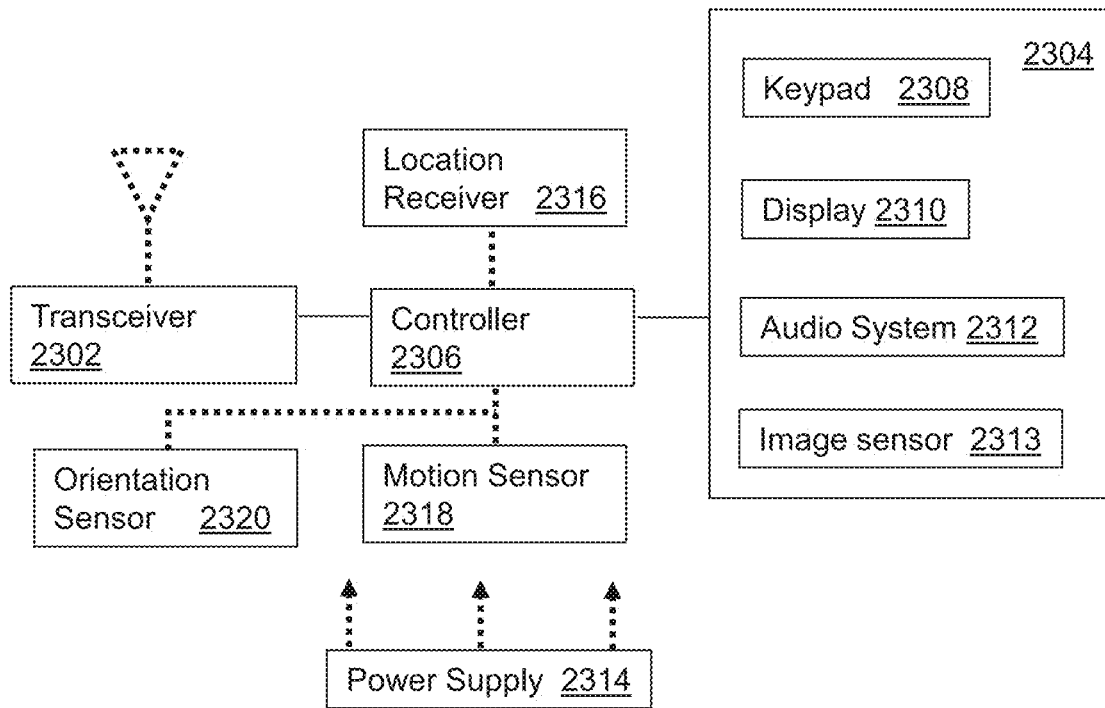 2304
Keypad 2308
Location
Receiver 2316
Display 2310
Transceiver
2302
Controller
2306
Audio System 2312
Image sensor 2313
Orientation
Sensor 2320
Motion Sensor
2318
Power Supply 2314